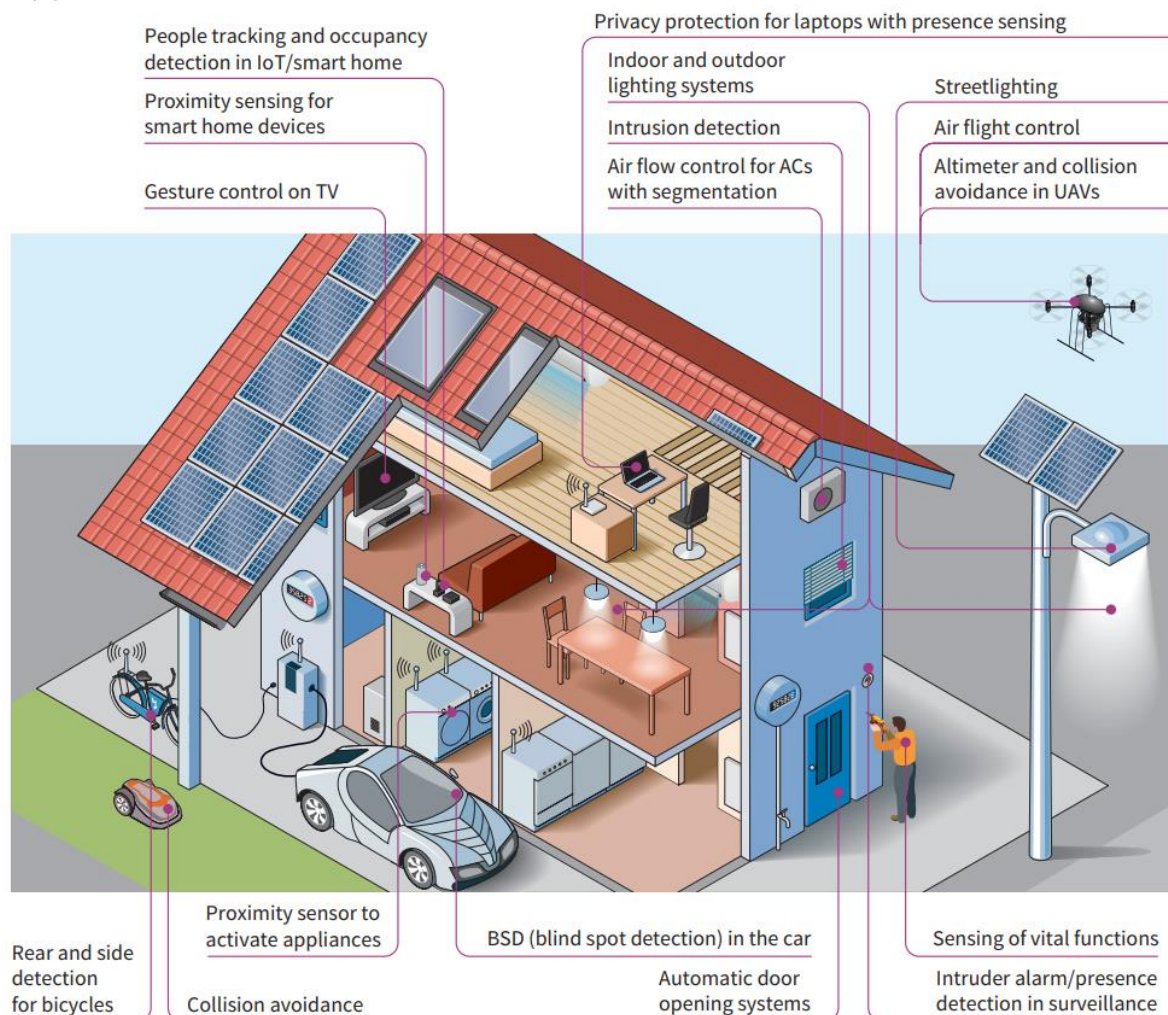 People tracking and occupancy
detection in IoT/smart home
Proximity sensing for
smart home devices
Gesture control on TV
Privacy protection for laptops with presence sensing
Indoor and outdoor
lighting systems
Intrusion detection
Air flow control for ACs
with segmentation
Streetlighting
Air flight control
Altimeter and collision
avoidance in UAVs
Rear and side
detection
for bicycles
Collision avoidance
Proximity sensor to
activate appliances
BSD (blind spot detection) in the car
Automatic door
opening systems
Sensing of vital functions
Intruder alarm/presence
detection in surveillance